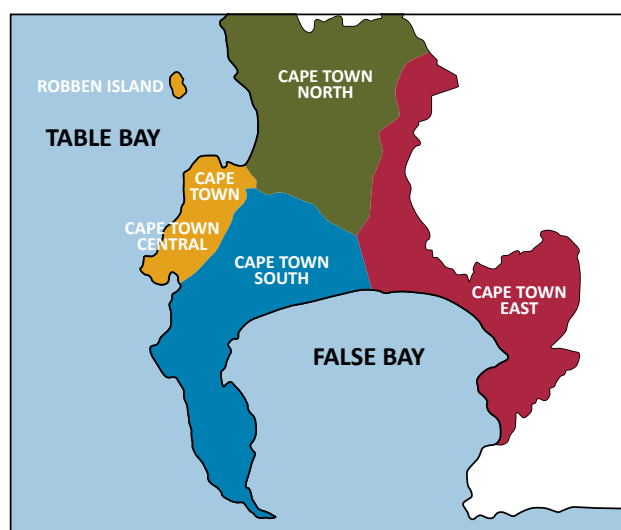 CAPE TOWN
NORTH
ROBBEN ISLAND
TABLE BAY
CAPE
TOWN
CAPE TOWN
CENTRAL
CAPE TOWN
SOUTH
CAPE TOWN
EAST
FALSE BAY